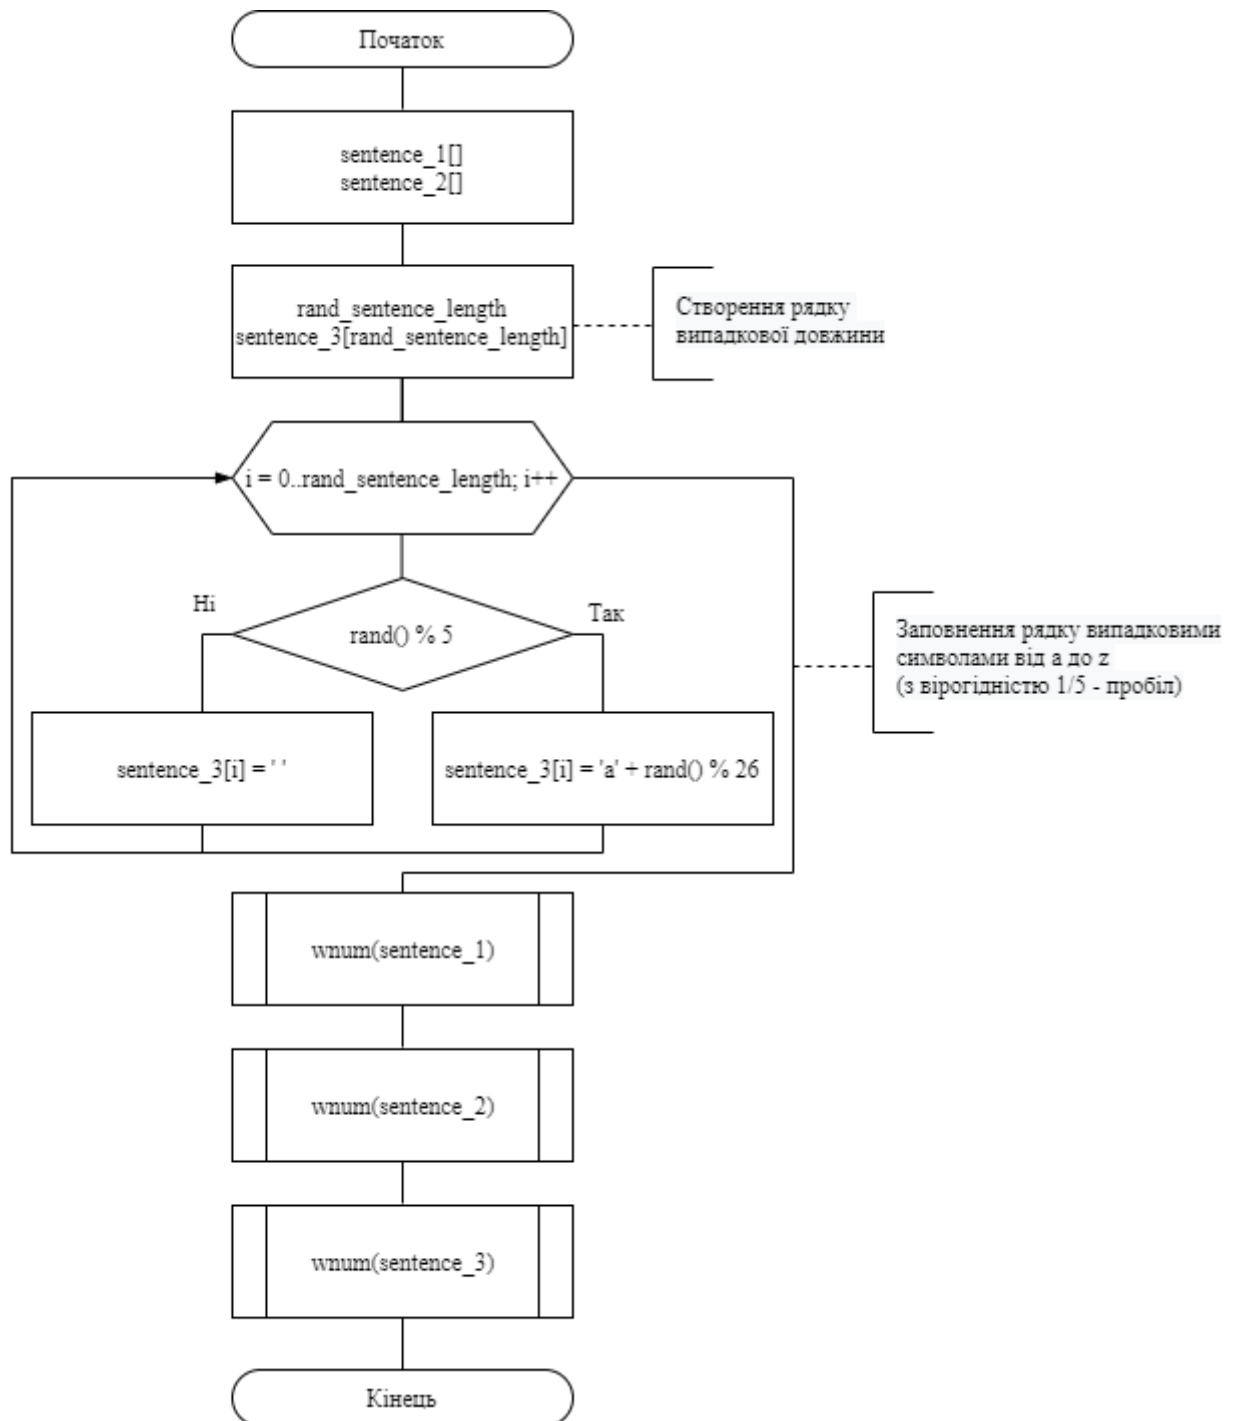 Початок
sentence_1[]
sentence_2[]
rand_sentence_length
sentence_3[rand_sentence_length]
Створення рядку
випадкової довжини
i = 0..rand_sentence_length; i++
Ні
Так
rand() % 5
Заповнення рядку випадковими
символами від a до z
(з вірогідністю 1/5 - пробіл)
sentence_3[i] = ' '
sentence_3[i] = 'a' + rand() % 26
wnum(sentence_1)
wnum(sentence_2)
wnum(sentence_3)
Кінець